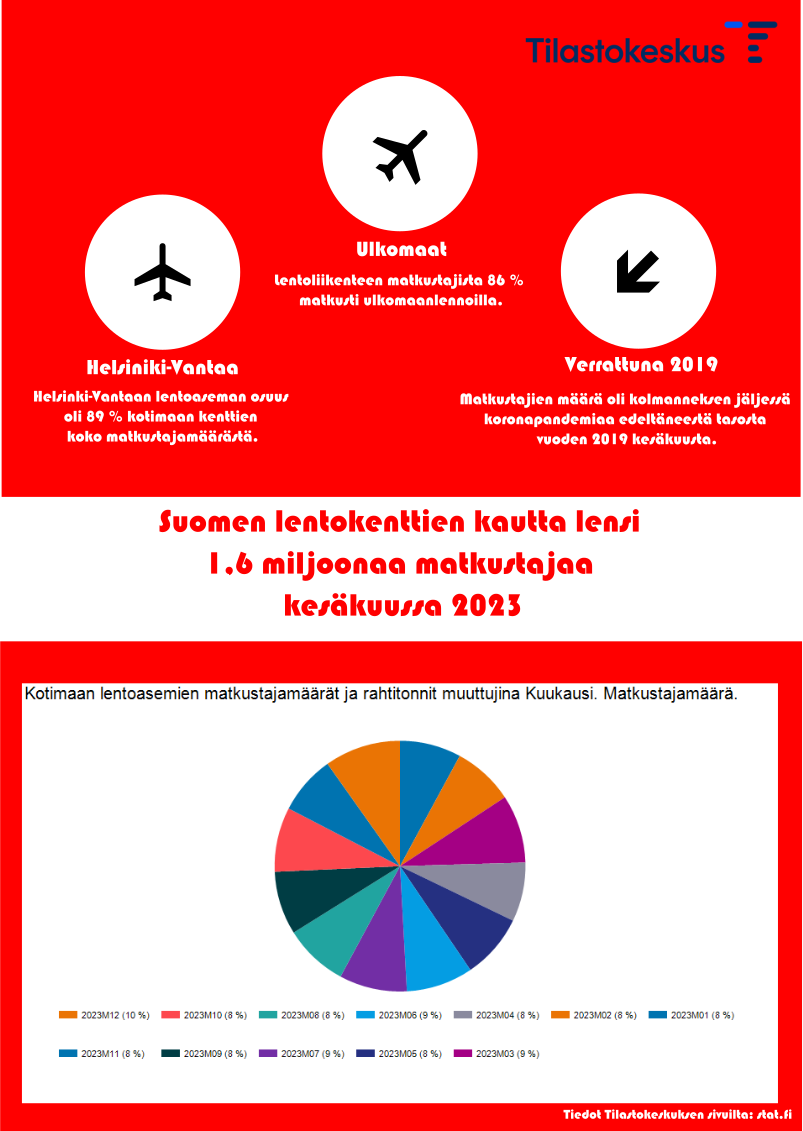 Tilastokeskus
Ulkomaat
Lentoliikenteen matkustajista 86 %
matkusti ulkomaanlennoilla.
Helsiniki-Vantaa
Helsinki-Vantaan lentoaseman osuus
oli 89 % kotimaan kenttien
koko matkustajamäärästä.
Verrattuna 2019
Matkustajien määrä oli kolmanneksen jäljessä
koronapandemiaa edeltäneestä tasosta
vuoden 2019 kesäkuusta.
Suomen lentokenttien kautta lensi
1,6 miljoonaa matkustajaa
kesäkuussa 2023
Kotimaan lentoasemien matkustajamäärät ja rahtitonnit muuttujina Kuukausi. Matkustajamäärä.
2023M12 (10 %) 2023M10 (8 %) 2023M08 (8 %) 2023M06 (9 %) 2023M04 (8 %) 2023M02 (8 %) 2023M01 (8 %)
2023M11 (8 %) 2023M09 (8 %) 2023M07 (9 %) 2023M05 (8 %) 2023M03 (9 %)
Tiedot Tilastokeskuksen sivuilta: stat.fi